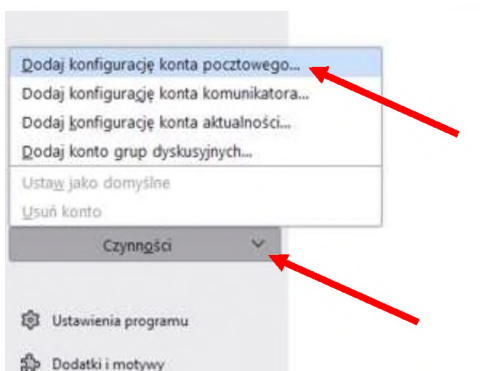 Dodaj konfigurację konta pocztowego...
Dodaj konfigurację konta komunikatora...
Dodaj konfigurację konta aktualności...
Dodaj konto grup dyskusyjnych...
Ustaw jako domyślne
Usuń konto
Czynności
Ustawienia programu
Dodatki i motywy